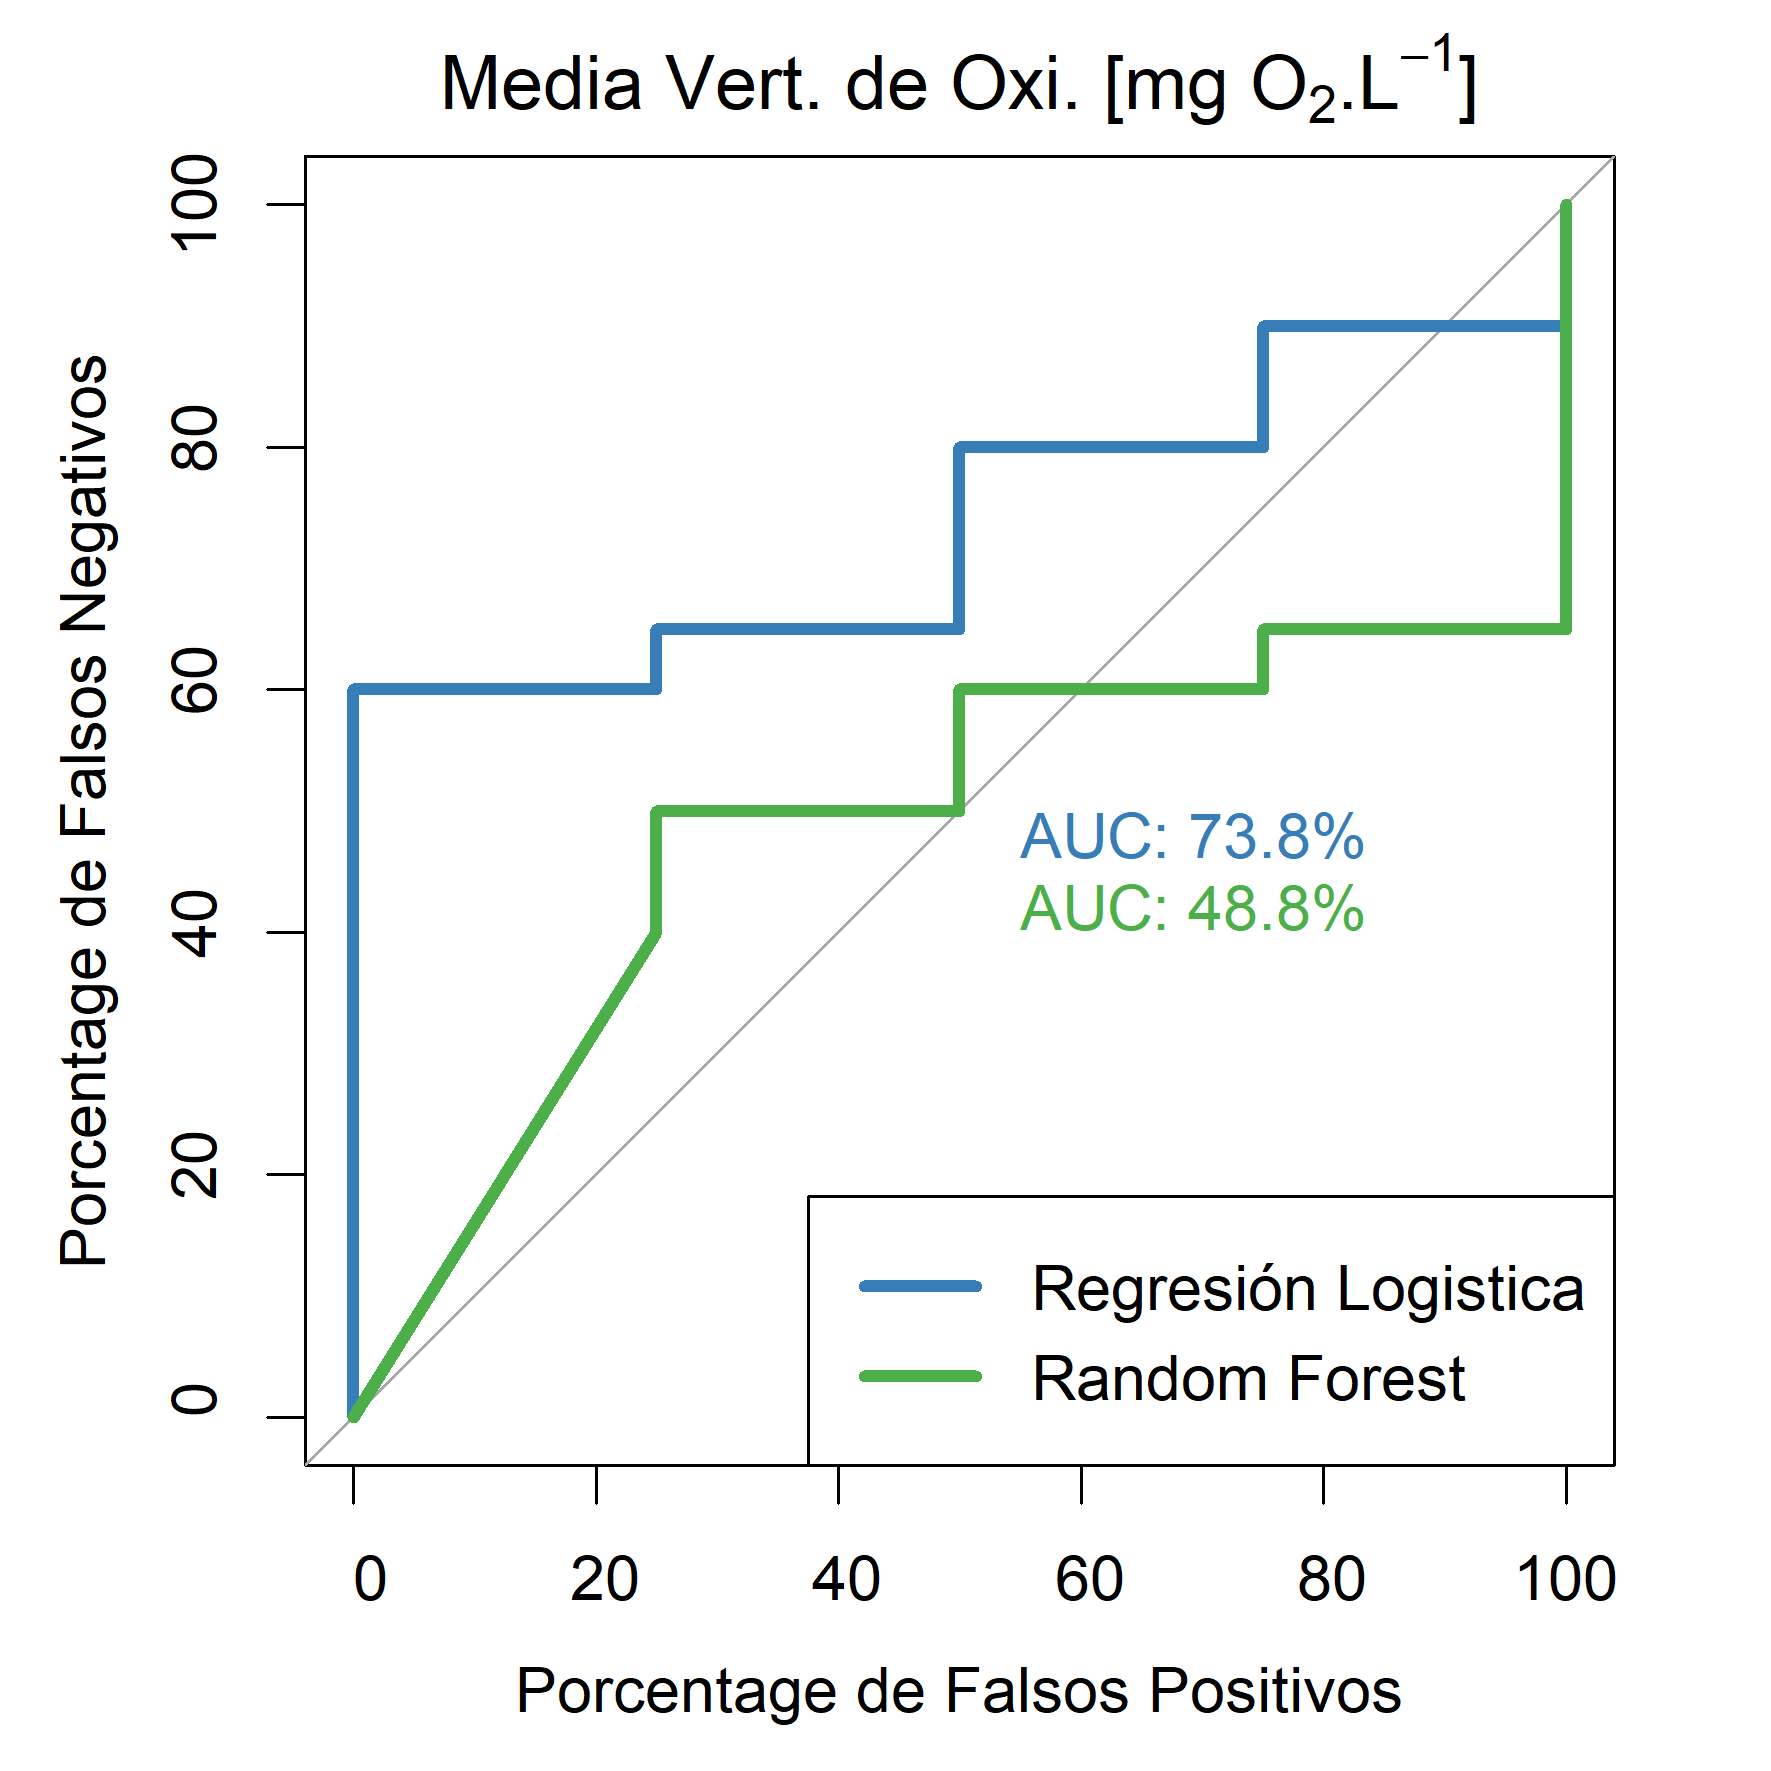 Media Vert. de Oxi. [mg O₂.L⁻¹]
Porcentage de Falsos Negativos
100
80
60
40
20
0
AUC: 73.8%
AUC: 48.8%
Regresión Logistica
Random Forest
0 20 40 60 80 100
Porcentage de Falsos Positivos